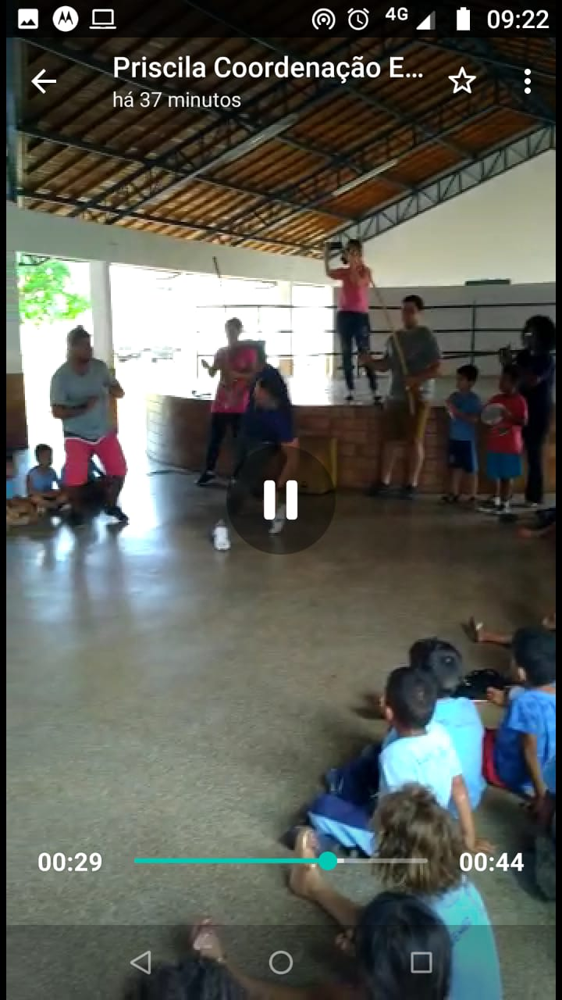 4G 09:22
Priscila Coordenação E...
há 37 minutos
00:29 00:44